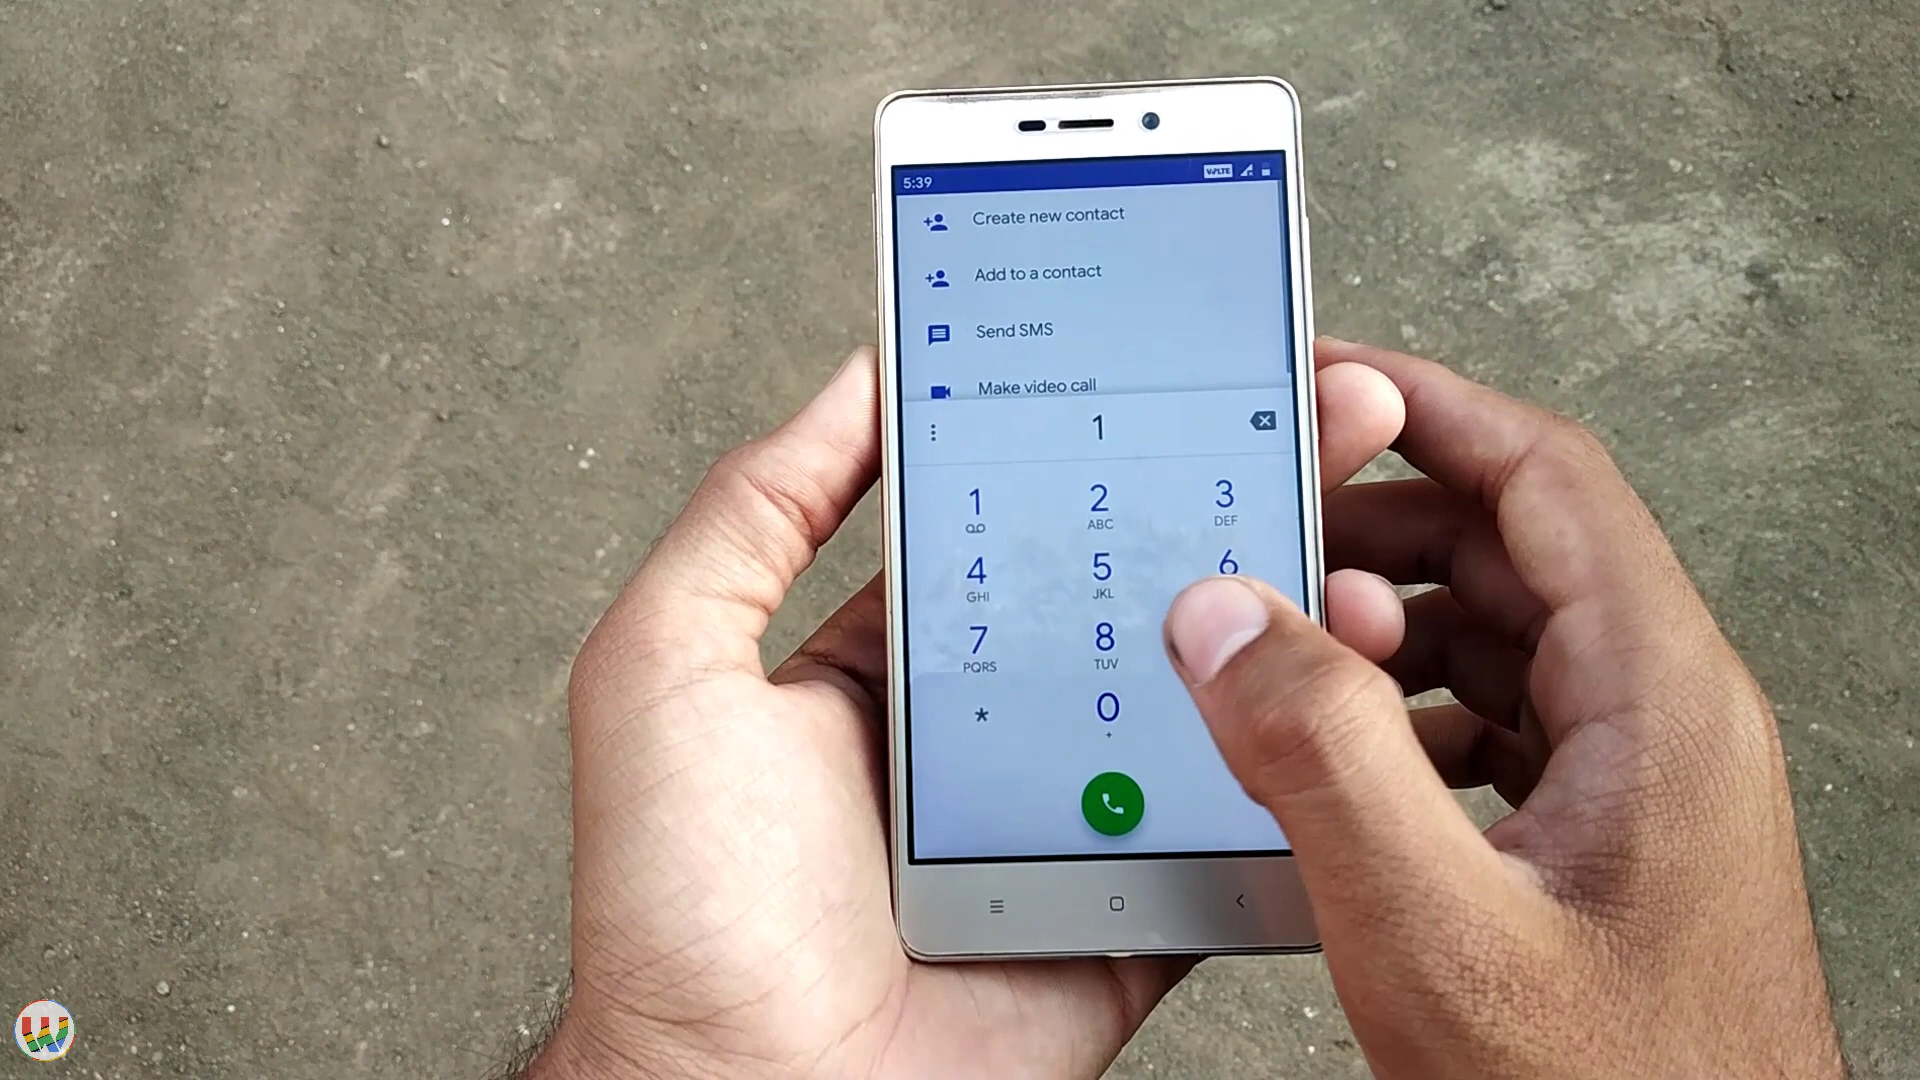 5:39 VoLTE
Create new contact
Add to a contact
Send SMS
Make video call
1
1 2 3
ABC DEF
4 5 6
GHI JKL
7 8
PQRS TUV
* 0
+
W